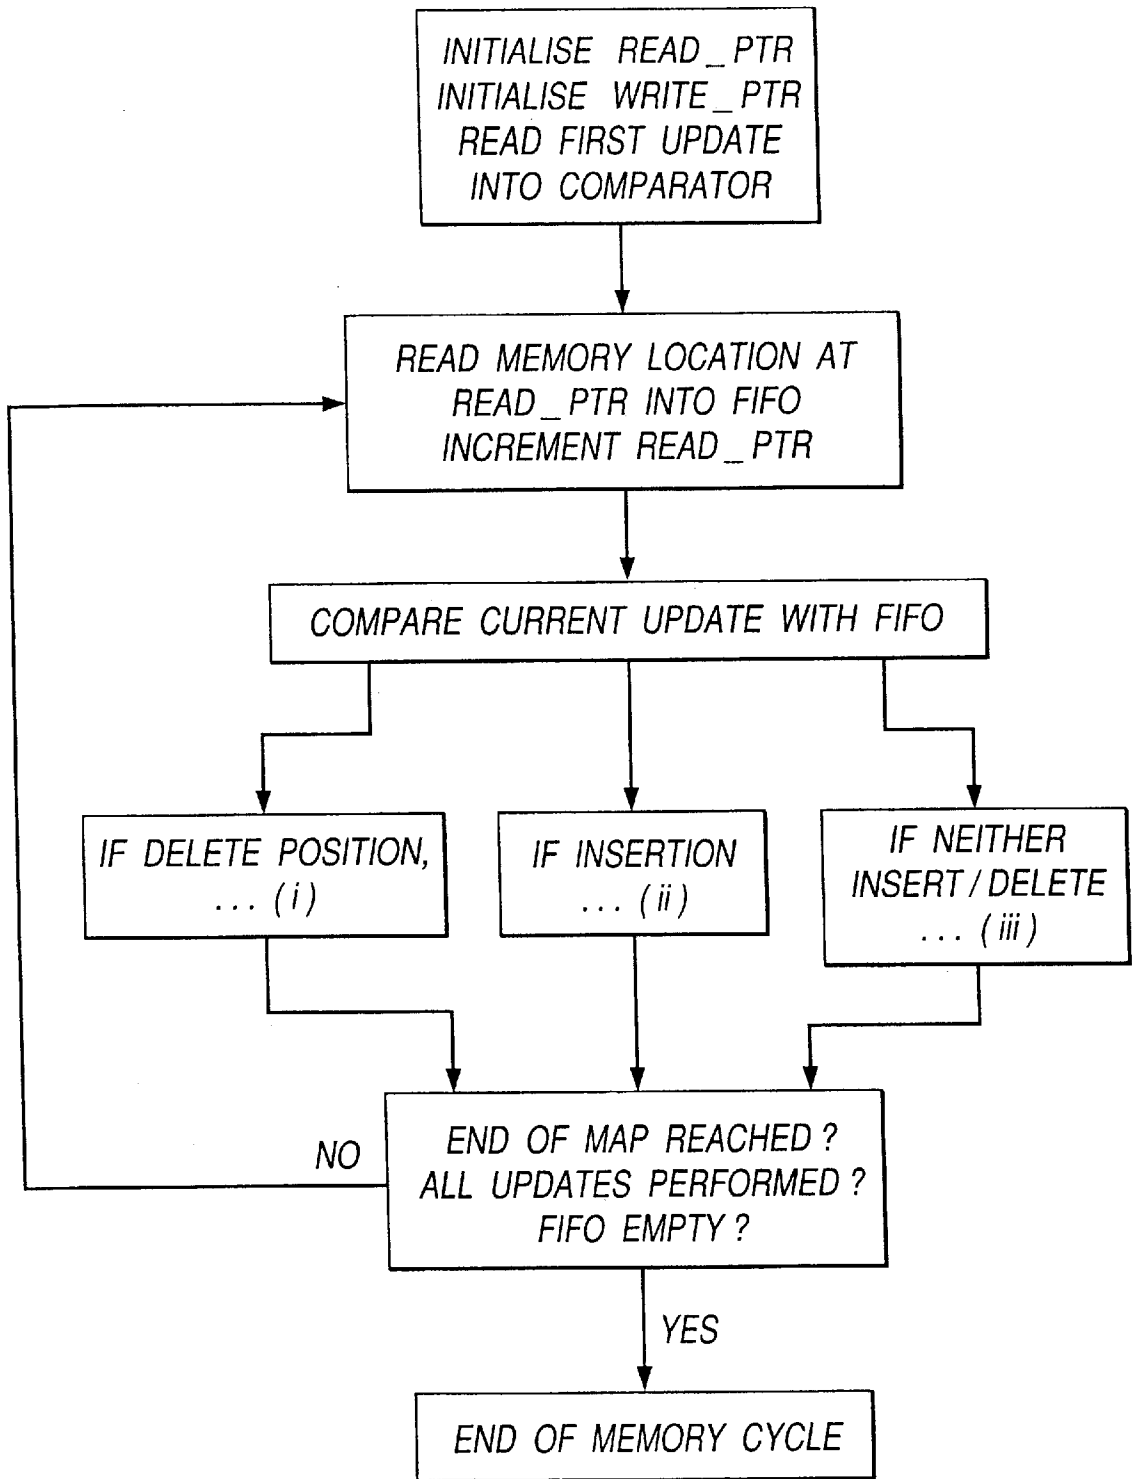 INITIALISE READ_PTR
INITIALISE WRITE_PTR
READ FIRST UPDATE
INTO COMPARATOR
READ MEMORY LOCATION AT
READ_PTR INTO FIFO
INCREMENT READ_PTR
COMPARE CURRENT UPDATE WITH FIFO
IF DELETE POSITION,
... (i)
IF INSERTION
... (ii)
IF NEITHER
INSERT/DELETE
... (iii)
NO
END OF MAP REACHED?
ALL UPDATES PERFORMED?
FIFO EMPTY?
YES
END OF MEMORY CYCLE